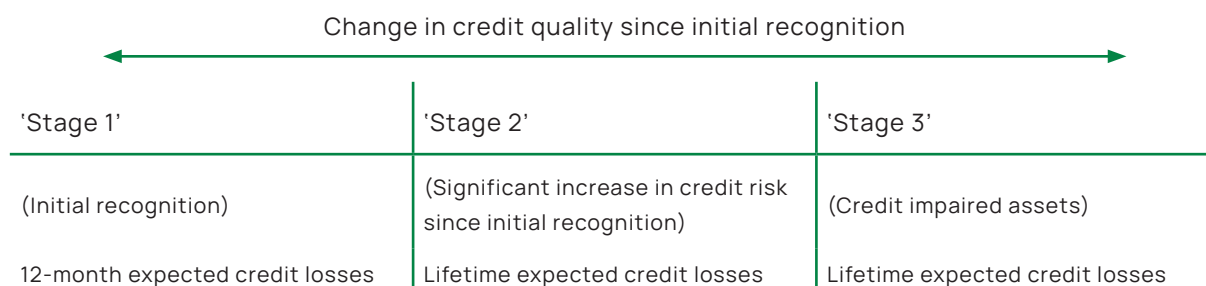 Change in credit quality since initial recognition
‘Stage 1’
‘Stage 2’
‘Stage 3’
(Initial recognition)
(Significant increase in credit risk
since initial recognition)
(Credit impaired assets)
12-month expected credit losses
Lifetime expected credit losses
Lifetime expected credit losses